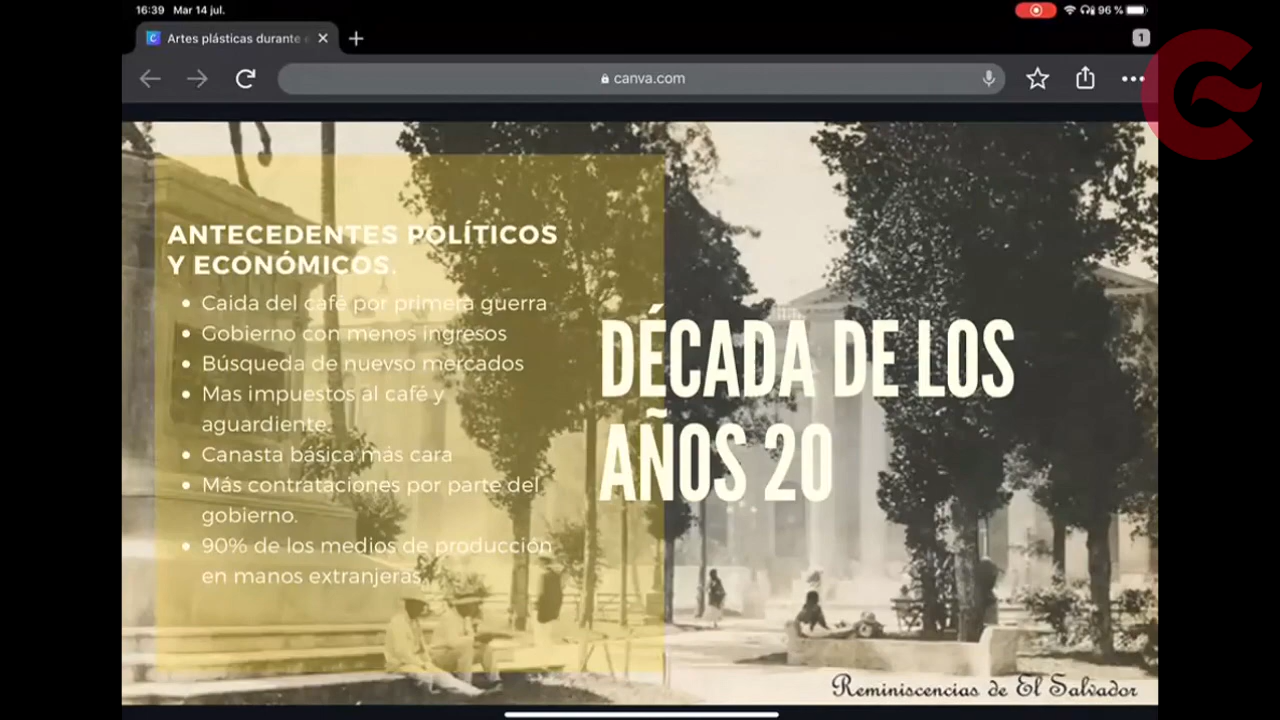 16:39 Mar 14 jul.
96 %
Artes plásticas durante
1
canva.com
ANTECEDENTES POLÍTICOS
Y ECONÓMICOS.
Caida del café por primera guerra
Gobierno con menos ingresos
Búsqueda de nuevso mercados
Mas impuestos al café y
aguardiente.
Canasta básica más cara
Más contrataciones por parte del
gobierno.
90% de los medios de producción
en manos extranjeras.
DÉCADA DE LOS
AÑOS 20
Reminiscencias de El Salvador